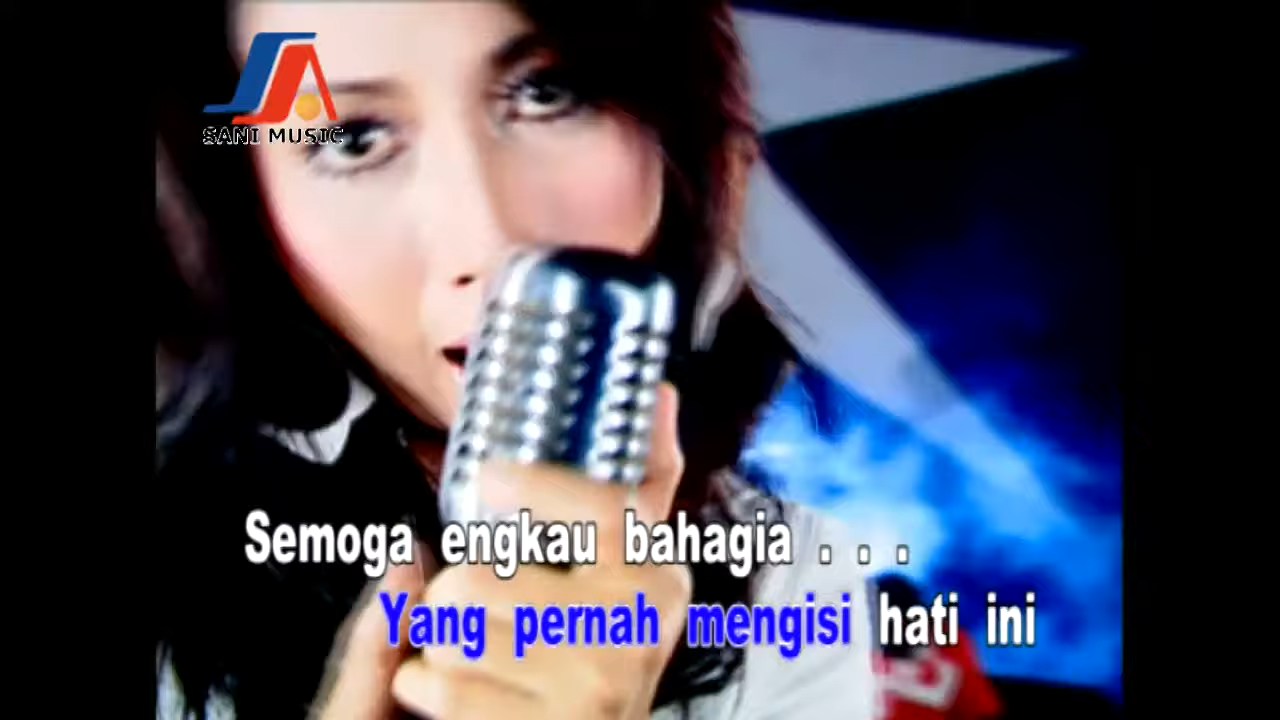 SANI MUSIC
Semoga engkau bahagia . . .
Yang pernah mengisi hati ini